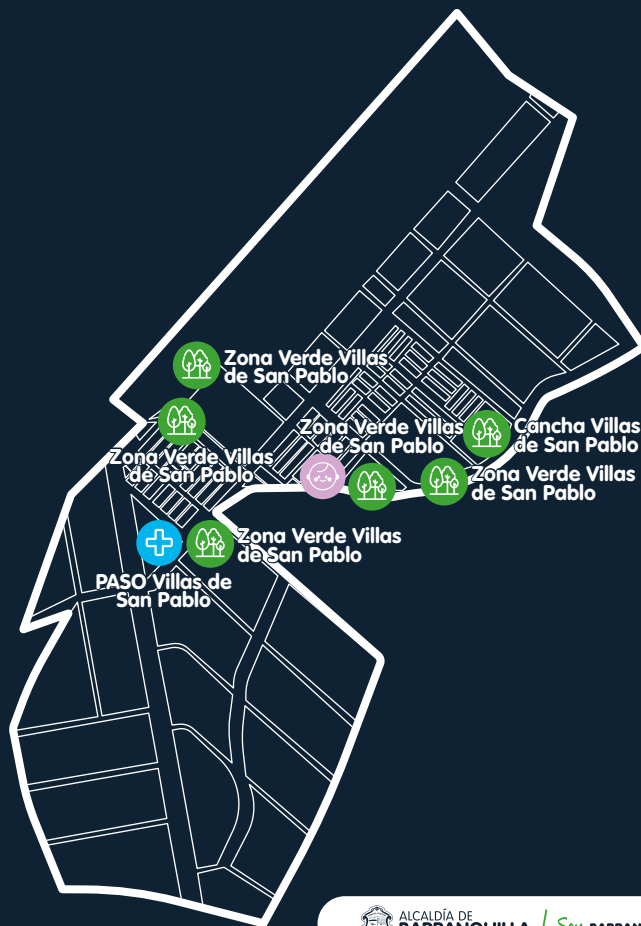 Zona Verde Villas
de San Pablo
Zona Verde Villas
de San Pablo
Cancha Villas
de San Pablo
Zona Verde Villas
de San Pablo
Zona Verde Villas
de San Pablo
Zona Verde Villas
de San Pablo
PASO Villas de
San Pablo
ALCALDÍA DE
BARRANQUILLA
Soy